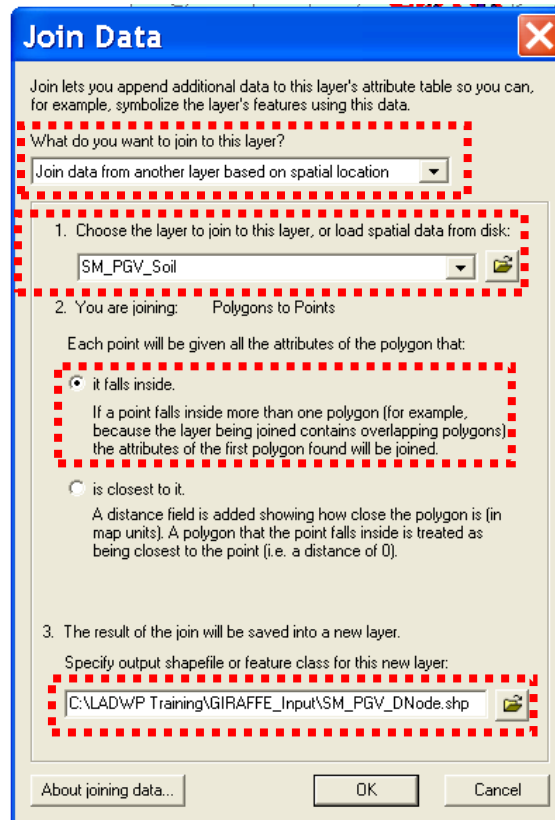 Join Data
Join lets you append additional data to this layer's attribute table so you can,
for example, symbolize the layer's features using this data.
What do you want to join to this layer?
Join data from another layer based on spatial location
1. Choose the layer to join to this layer, or load spatial data from disk:
SM_PGV_Soil
2. You are joining: Polygons to Points
Each point will be given all the attributes of the polygon that:
it falls inside.
If a point falls inside more than one polygon (for example,
because the layer being joined contains overlapping polygons)
the attributes of the first polygon found will be joined.
is closest to it.
A distance field is added showing how close the polygon is (in
map units). A polygon that the point falls inside is treated as
being closest to the point (i.e. a distance of 0).
3. The result of the join will be saved into a new layer.
Specify output shapefile or feature class for this new layer:
C:\LADWP Training\GIRAFFE_Input\SM_PGV_DNode.shp
About joining data... OK Cancel